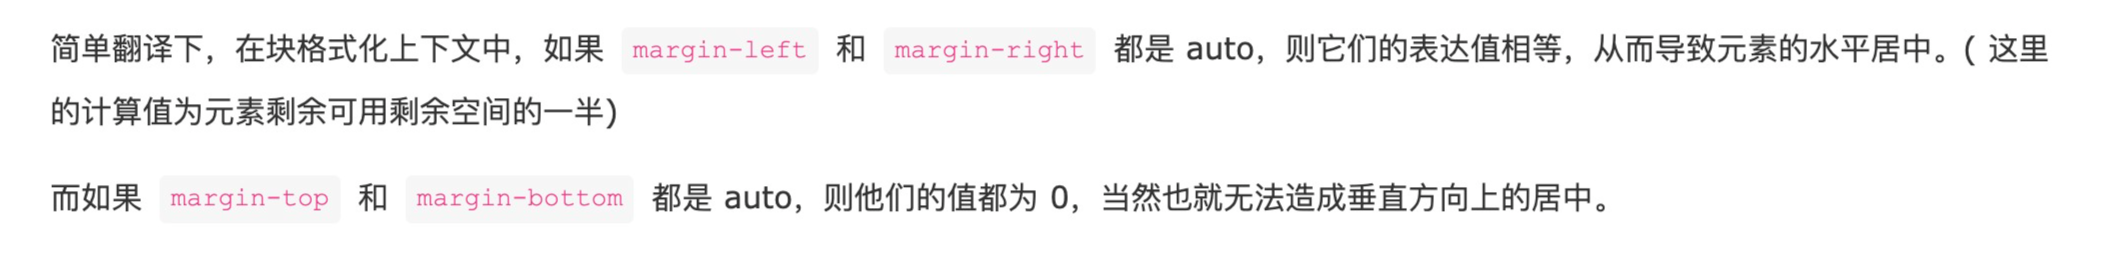 简单翻译下，在块格式化上下文中，如果 margin-left 和 margin-right 都是 auto，则它们的表达值相等，从而导致元素的水平居中。( 这里
的计算值为元素剩余可用剩余空间的一半)
而如果 margin-top 和 margin-bottom 都是 auto，则他们的值都为 0，当然也就无法造成垂直方向上的居中。